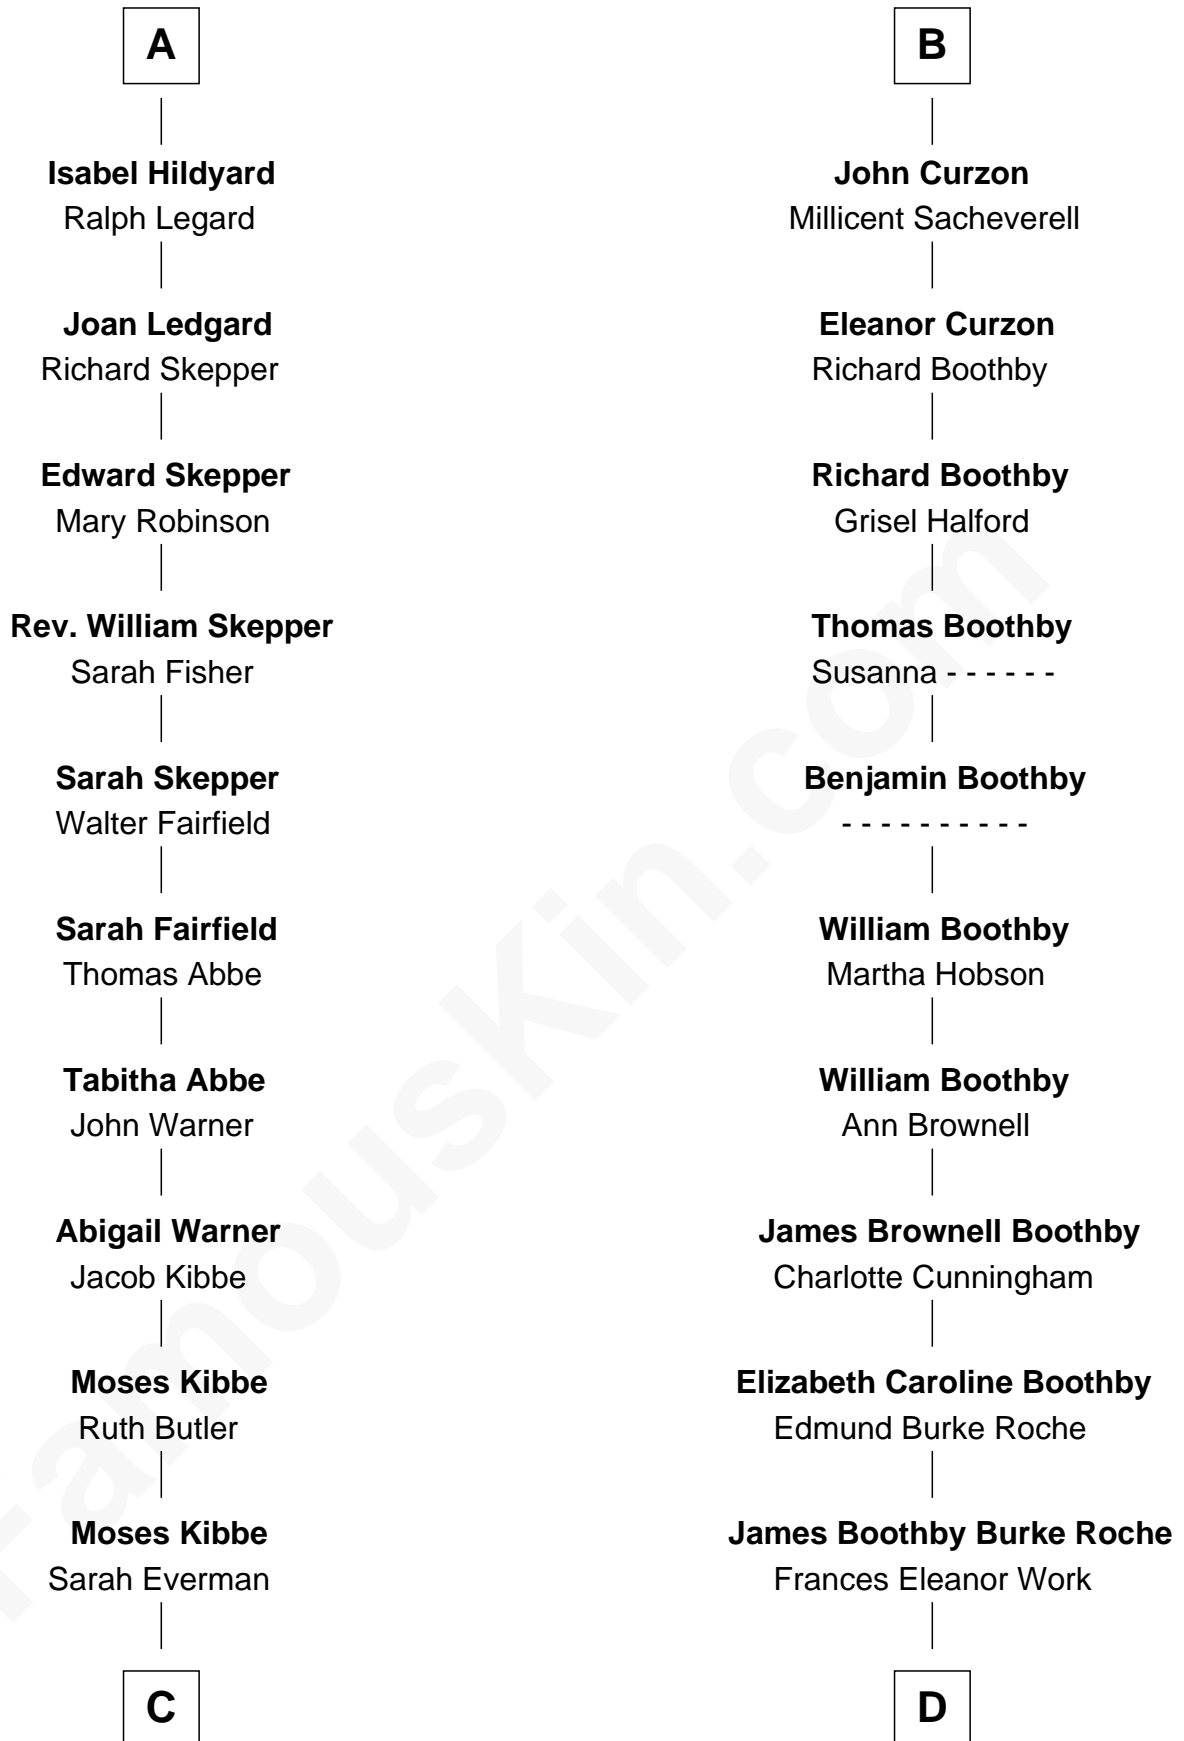 A
Isabel Hildyard
Ralph Legard
Joan Ledgard
Richard Skepper
Edward Skepper
Mary Robinson
Rev. William Skepper
Sarah Fisher
Sarah Skepper
Walter Fairfield
Sarah Fairfield
Thomas Abbe
Tabitha Abbe
John Warner
Abigail Warner
Jacob Kibbe
Moses Kibbe
Ruth Butler
Moses Kibbe
Sarah Everman
C
B
John Curzon
Millicent Sacheverell
Eleanor Curzon
Richard Boothby
Richard Boothby
Grisel Halford
Thomas Boothby
Susanna - - - - - -
Benjamin Boothby
- - - - - - - - - -
William Boothby
Martha Hobson
William Boothby
Ann Brownell
James Brownell Boothby
Charlotte Cunningham
Elizabeth Caroline Boothby
Edmund Burke Roche
James Boothby Burke Roche
Frances Eleanor Work
D
FamousKin.com